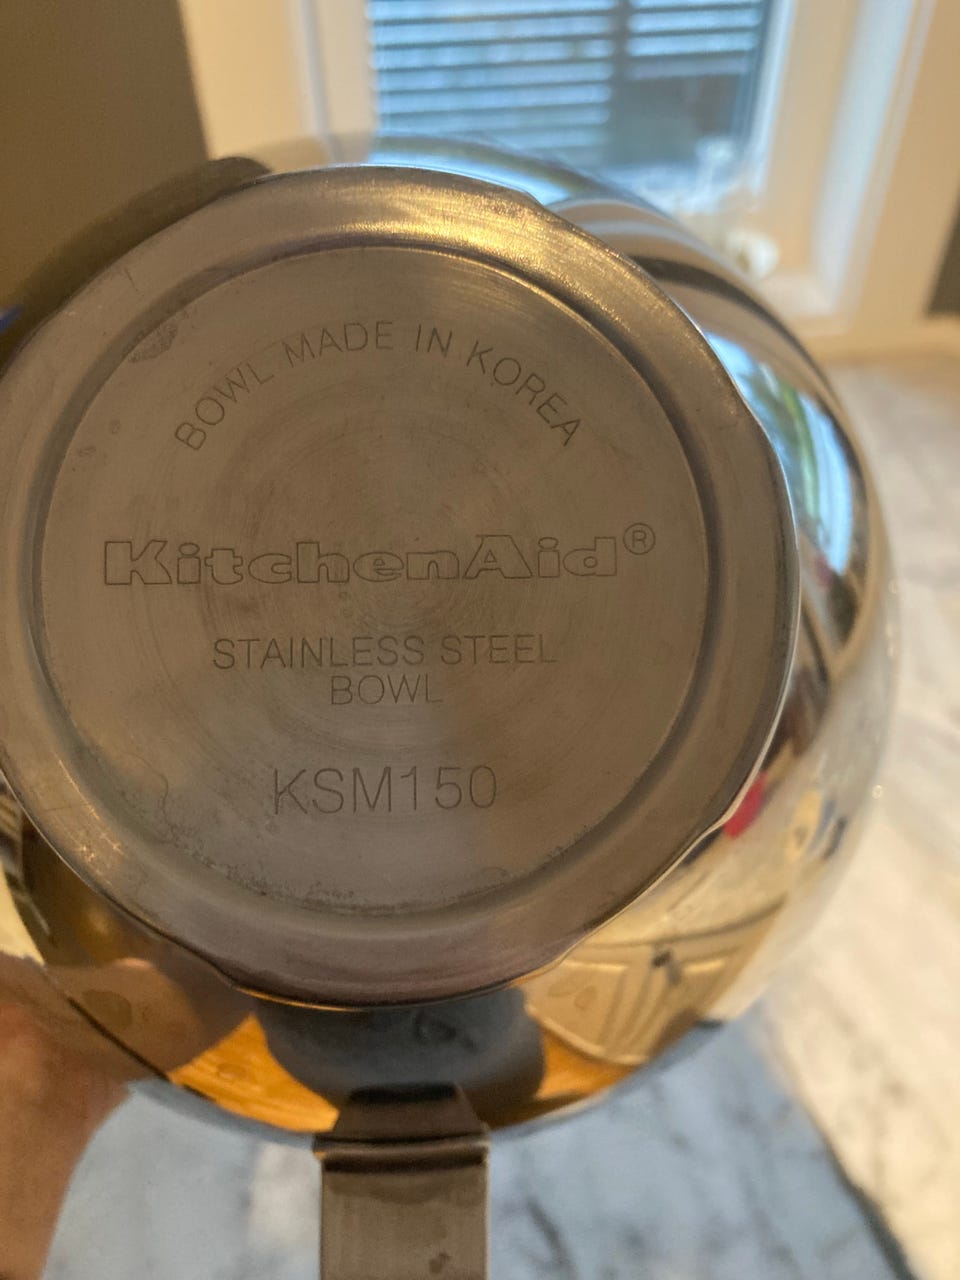 BOWL MADE IN KOREA
KitchenAid®
STAINLESS STEEL
BOWL
KSM150